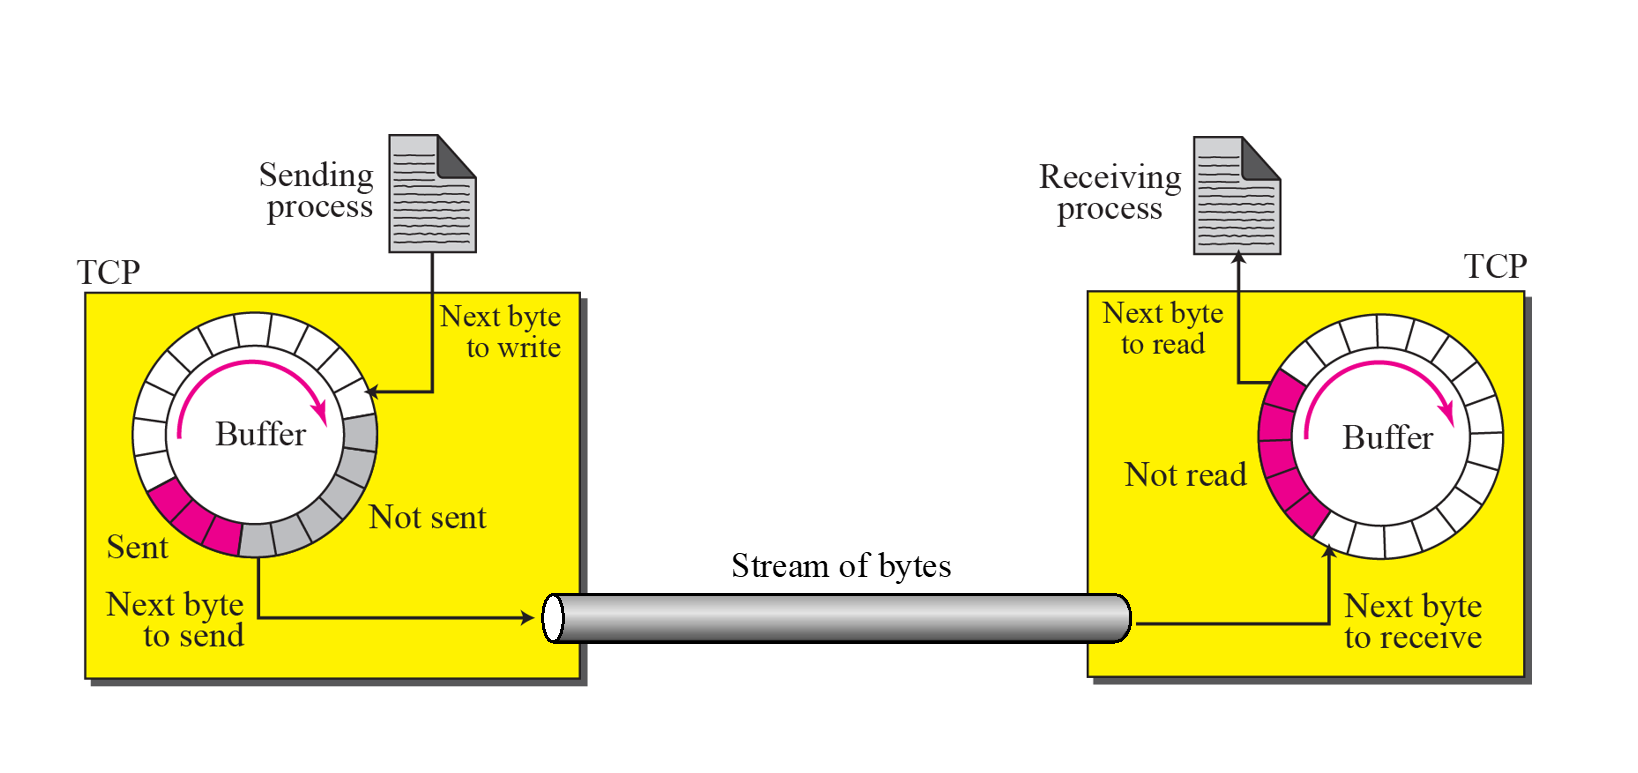 Sending
process
TCP
Next byte
to write
Buffer
Not sent
Sent
Next byte
to send
Stream of bytes
Receiving
process
TCP
Next byte
to read
Buffer
Not read
Next byte
to receive